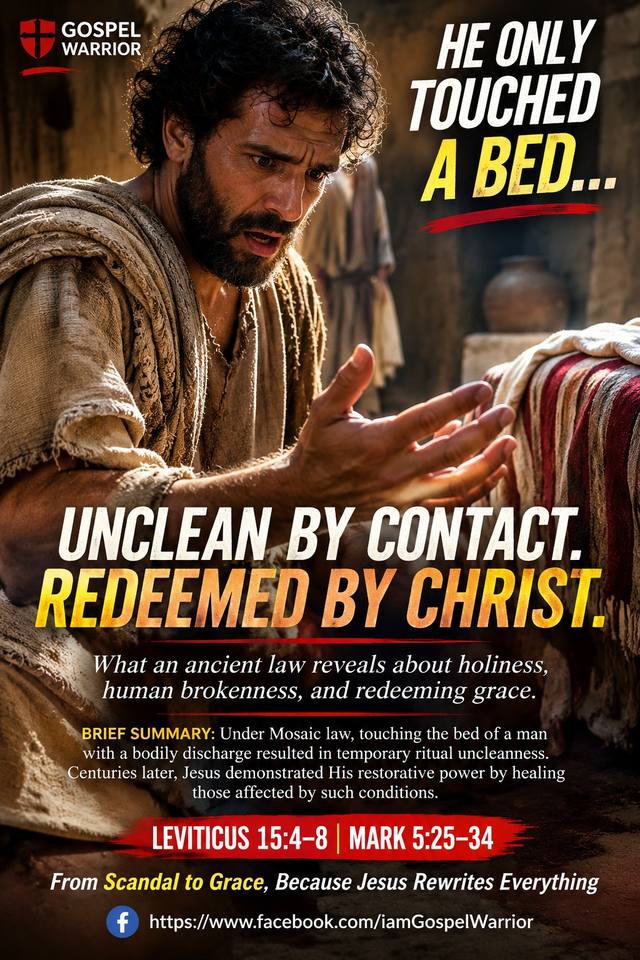 GOSPEL
WARRIOR
HE ONLY
TOUCHED
A BED...
UNCLEAN BY CONTACT.
REDEEMED BY CHRIST.
What an ancient law reveals about holiness,
human brokenness, and redeeming grace.
BRIEF SUMMARY: Under Mosaic law, touching the bed of a man
with a bodily discharge resulted in temporary ritual uncleanness.
Centuries later, Jesus demonstrated His restorative power by healing
those affected by such conditions.
LEVITICUS 15:4–8 | MARK 5:25–34
From Scandal to Grace, Because Jesus Rewrites Everything
https://www.facebook.com/iamGospelWarrior